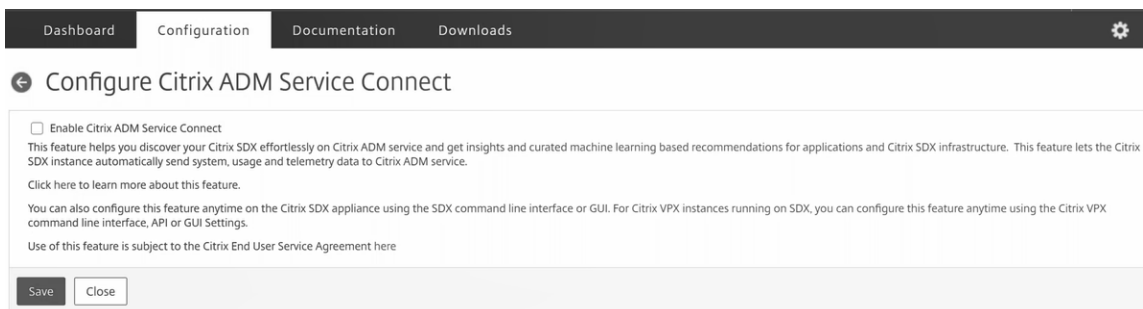 Dashboard Configuration Documentation Downloads
Configure Citrix ADM Service Connect
Enable Citrix ADM Service Connect
This feature helps you discover your Citrix SDX effortlessly on Citrix ADM service and get insights and curated machine learning based recommendations for applications and Citrix SDX infrastructure. This feature lets the Citrix
SDX instance automatically send system, usage and telemetry data to Citrix ADM service.
Click here to learn more about this feature.
You can also configure this feature anytime on the Citrix SDX appliance using the SDX command line interface or GUI. For Citrix VPX instances running on SDX, you can configure this feature anytime using the Citrix VPX
command line interface, API or GUI Settings.
Use of this feature is subject to the Citrix End User Service Agreement here
Save Close